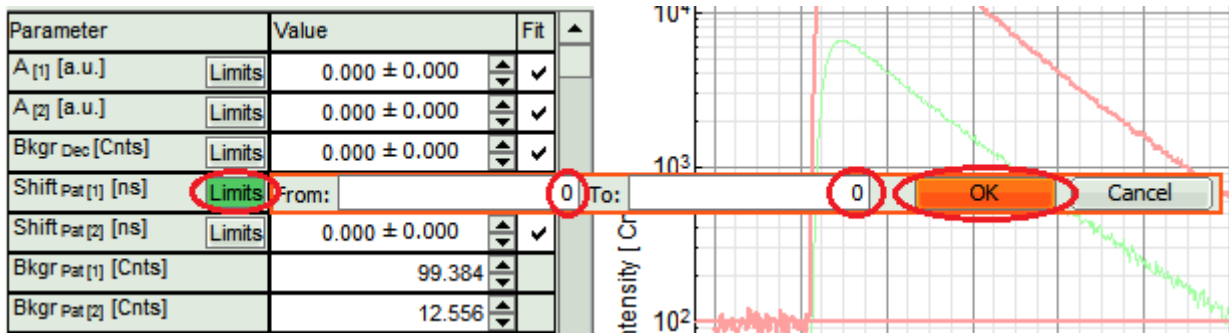 Parameter Value Fit
A [1] [a.u.] Limits 0.000 ± 0.000 ✓
A [2] [a.u.] Limits 0.000 ± 0.000 ✓
Bkgr Dec [Cnts] Limits 0.000 ± 0.000 ✓
Shift Pat[1] [ns] Limits From: 0 To: 0 OK Cancel
Shift Pat[2] [ns] Limits 0.000 ± 0.000 ✓
Bkgr Pat[1] [Cnts] 99.384
Bkgr Pat[2] [Cnts] 12.556
10⁴
10³
10²
ntensity [ Cn